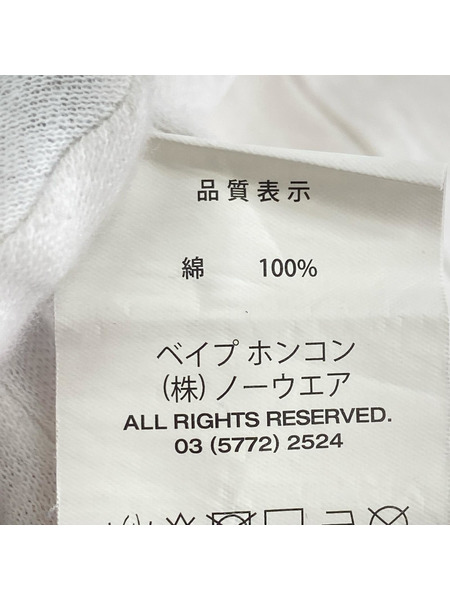 品質表示
綿 100%
ベイプ ホンコン
(株) ノーウエア
ALL RIGHTS RESERVED.
03 (5772) 2524